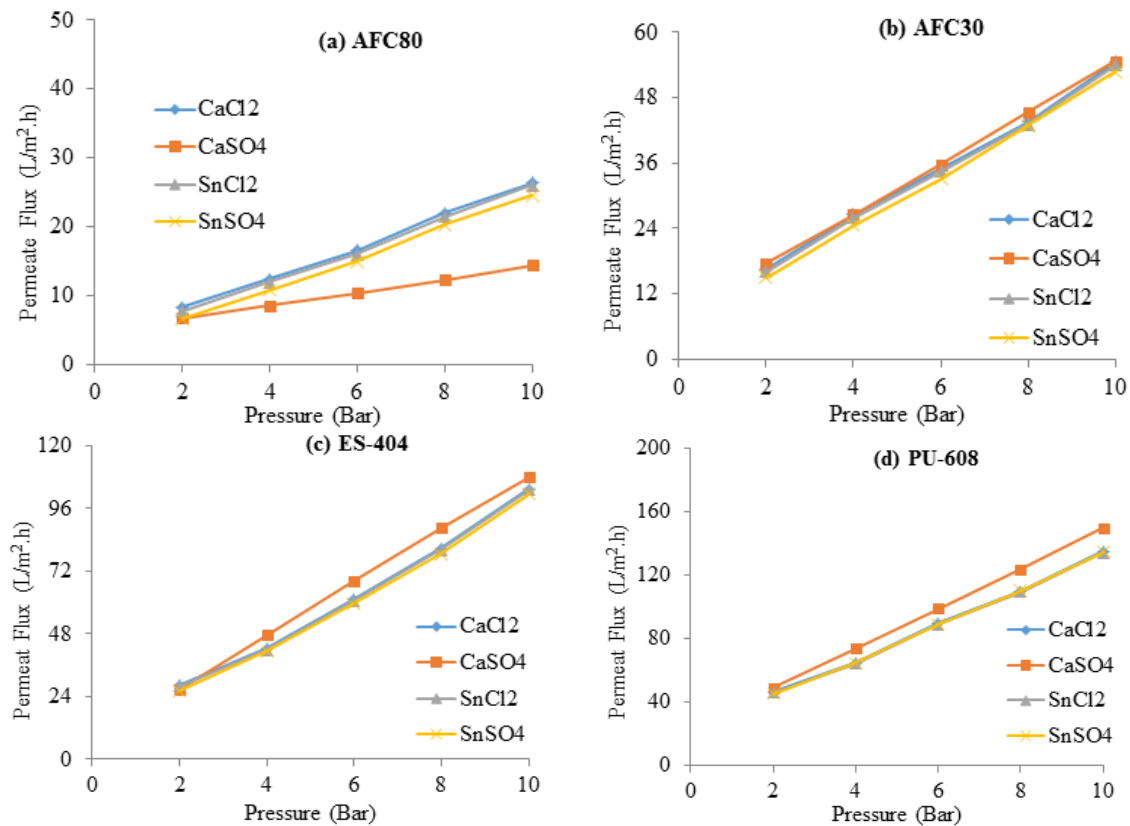 (a) AFC80
Permeate Flux (L/m².h)
50
40
30
20
10
0
CaCl2
CaSO4
SnCl2
SnSO4
0 2 4 6 8 10
Pressure (Bar)
(b) AFC30
Permeate Flux (L/m².h)
60
48
36
24
12
0
CaCl2
CaSO4
SnCl2
SnSO4
0 2 4 6 8 10
Pressure (Bar)
(c) ES-404
Permeat Flux (L/m².h)
120
96
72
48
24
0
CaCl2
CaSO4
SnCl2
SnSO4
0 2 4 6 8 10
Pressure (Bar)
(d) PU-608
Permeat Flux (L/m².h)
200
160
120
80
40
0
CaCl2
CaSO4
SnCl2
SnSO4
0 2 4 6 8 10
Pressure (Bar)